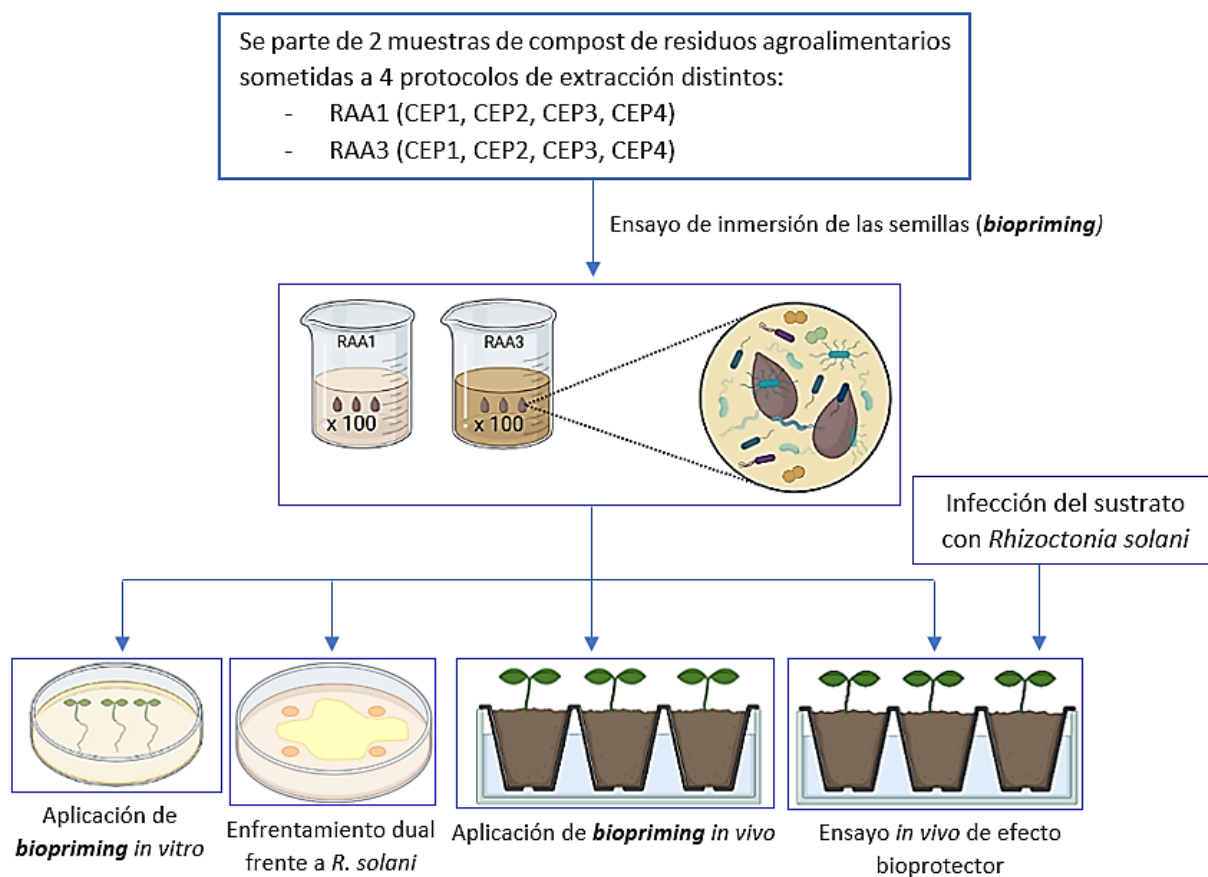 Se parte de 2 muestras de compost de residuos agroalimentarios
sometidas a 4 protocolos de extracción distintos:
- RAA1 (CEP1, CEP2, CEP3, CEP4)
- RAA3 (CEP1, CEP2, CEP3, CEP4)
Ensayo de inmersión de las semillas (biopriming)
RAA1
x 100
RAA3
x 100
Infección del sustrato
con Rhizoctonia solani
Aplicación de
biopriming in vitro
Enfrentamiento dual
frente a R. solani
Aplicación de biopriming in vivo
Ensayo in vivo de efecto
bioprotector